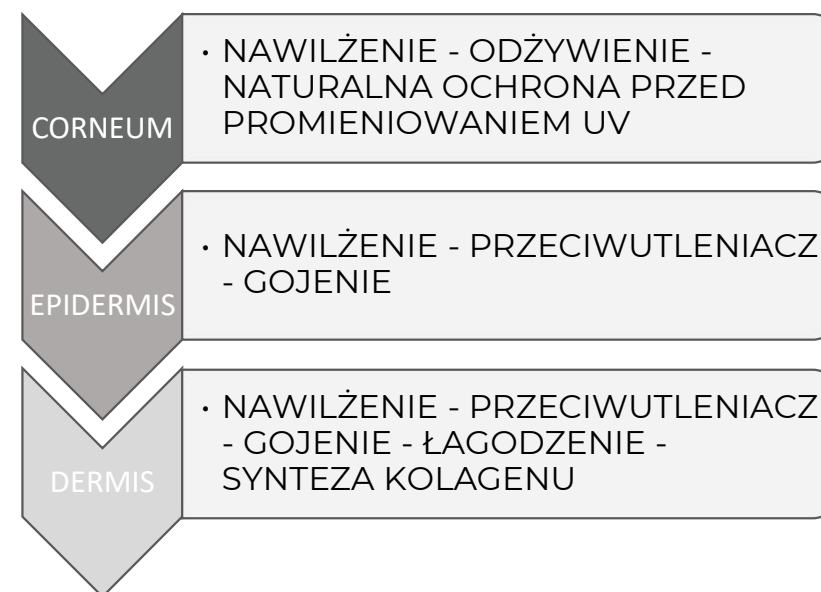 CORNEUM
· NAWILŻENIE - ODŻYWIENIE -
NATURALNA OCHRONA PRZED
PROMIENIOWANIEM UV
EPIDERMIS
· NAWILŻENIE - PRZECIWUTLENIACZ
- GOJENIE
DERMIS
· NAWILŻENIE - PRZECIWUTLENIACZ
- GOJENIE - ŁAGODZENIE -
SYNTEZA KOLAGENU